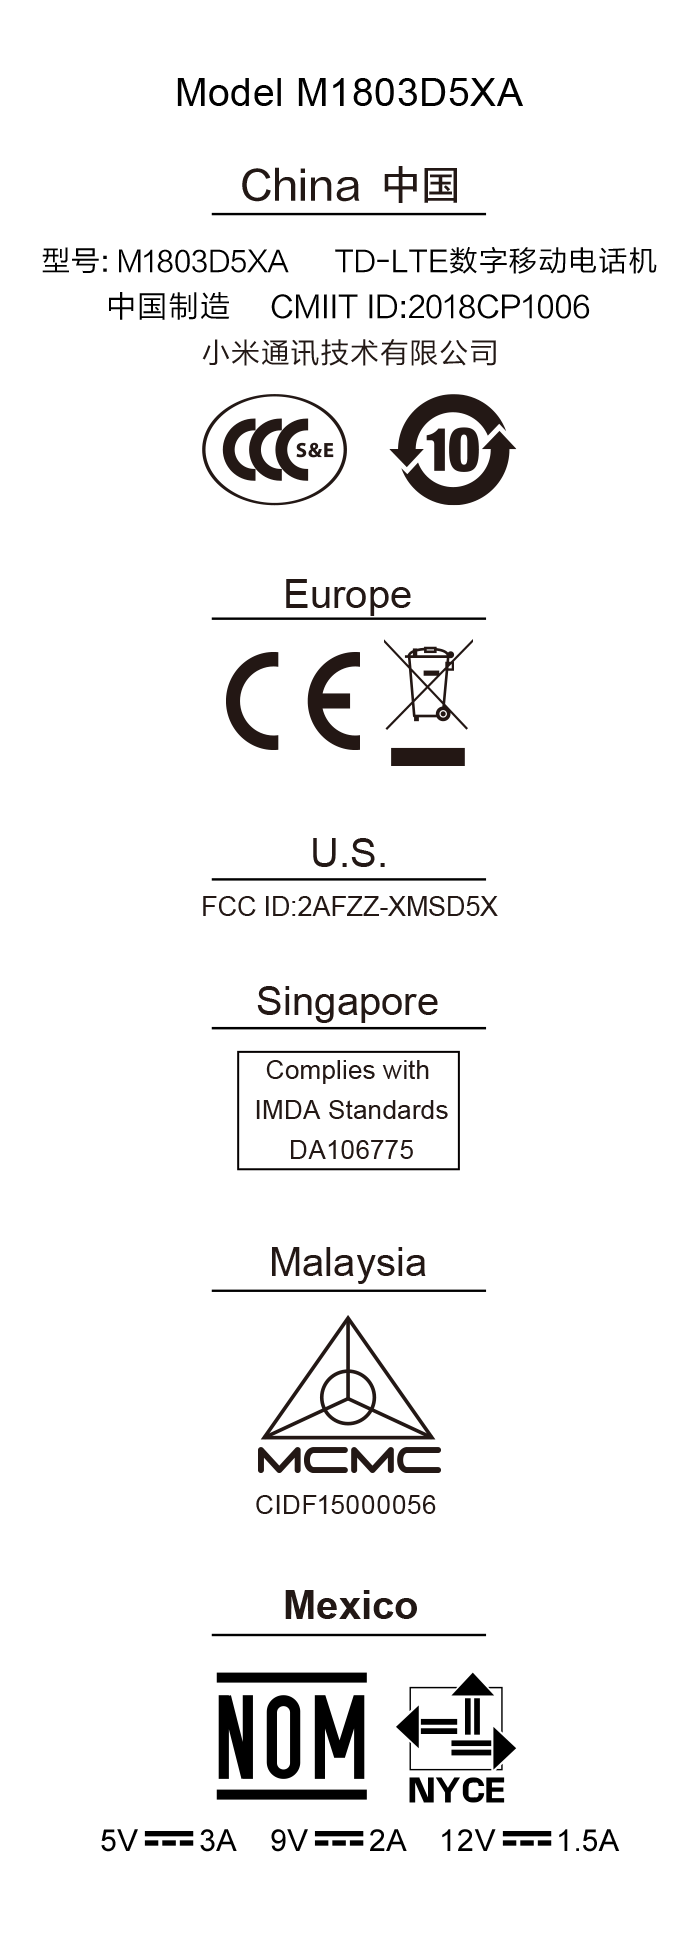 Model M1803D5XA
China 中国
型号: M1803D5XA TD-LTE数字移动电话机
中国制造 CMIIT ID:2018CP1006
小米通讯技术有限公司
CCC S&E
10
Europe
CE
U.S.
FCC ID:2AFZZ-XMSD5X
Singapore
Complies with
IMDA Standards
DA106775
Malaysia
MCMC
CIDF15000056
Mexico
NOM
NYCE
5V⎓3A 9V⎓2A 12V⎓1.5A